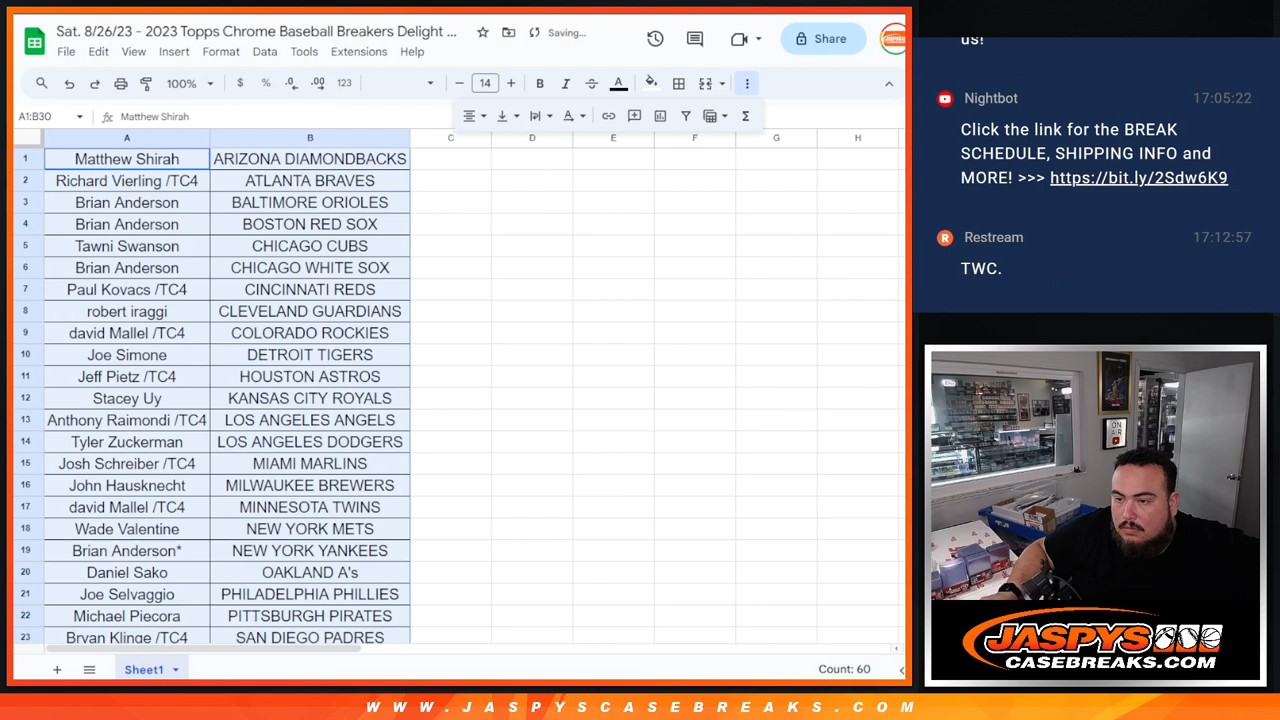 Sat. 8/26/23 - 2023 Topps Chrome Baseball Breakers Delight ...
Saving...
Share
File Edit View Insert Format Data Tools Extensions Help
100% $ % .0 .00 123 − 14 + B I S A
A1:B30 fx Matthew Shirah
A B C D E F G H
1 Matthew Shirah ARIZONA DIAMONDBACKS
2 Richard Vierling /TC4 ATLANTA BRAVES
3 Brian Anderson BALTIMORE ORIOLES
4 Brian Anderson BOSTON RED SOX
5 Tawni Swanson CHICAGO CUBS
6 Brian Anderson CHICAGO WHITE SOX
7 Paul Kovacs /TC4 CINCINNATI REDS
8 robert iraggi CLEVELAND GUARDIANS
9 david Mallel /TC4 COLORADO ROCKIES
10 Joe Simone DETROIT TIGERS
11 Jeff Pietz /TC4 HOUSTON ASTROS
12 Stacey Uy KANSAS CITY ROYALS
13 Anthony Raimondi /TC4 LOS ANGELES ANGELS
14 Tyler Zuckerman LOS ANGELES DODGERS
15 Josh Schreiber /TC4 MIAMI MARLINS
16 John Hausknecht MILWAUKEE BREWERS
17 david Mallel /TC4 MINNESOTA TWINS
18 Wade Valentine NEW YORK METS
19 Brian Anderson* NEW YORK YANKEES
20 Daniel Sako OAKLAND A's
21 Joe Selvaggio PHILADELPHIA PHILLIES
22 Michael Piecora PITTSBURGH PIRATES
23 Bryan Klinge /TC4 SAN DIEGO PADRES
Sheet1
Count: 60
us!
Nightbot 17:05:22
Click the link for the BREAK
SCHEDULE, SHIPPING INFO and
MORE! >>> https://bit.ly/2Sdw6K9
Restream 17:12:57
TWC.
ON AIR
JASPYS
CASEBREAKS.COM
WWW.JASPYSCASEBREAKS.COM